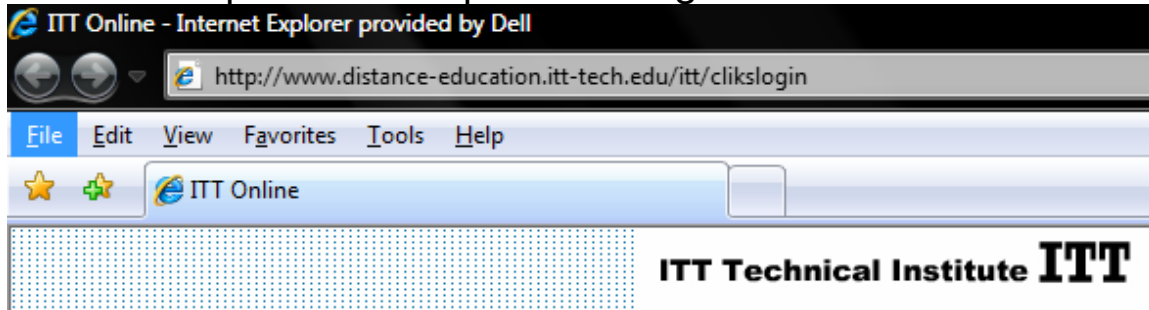 ITT Online - Internet Explorer provided by Dell
http://www.distance-education.itt-tech.edu/itt/clikslogin
File Edit View Favorites Tools Help
ITT Online
ITT Technical Institute ITT